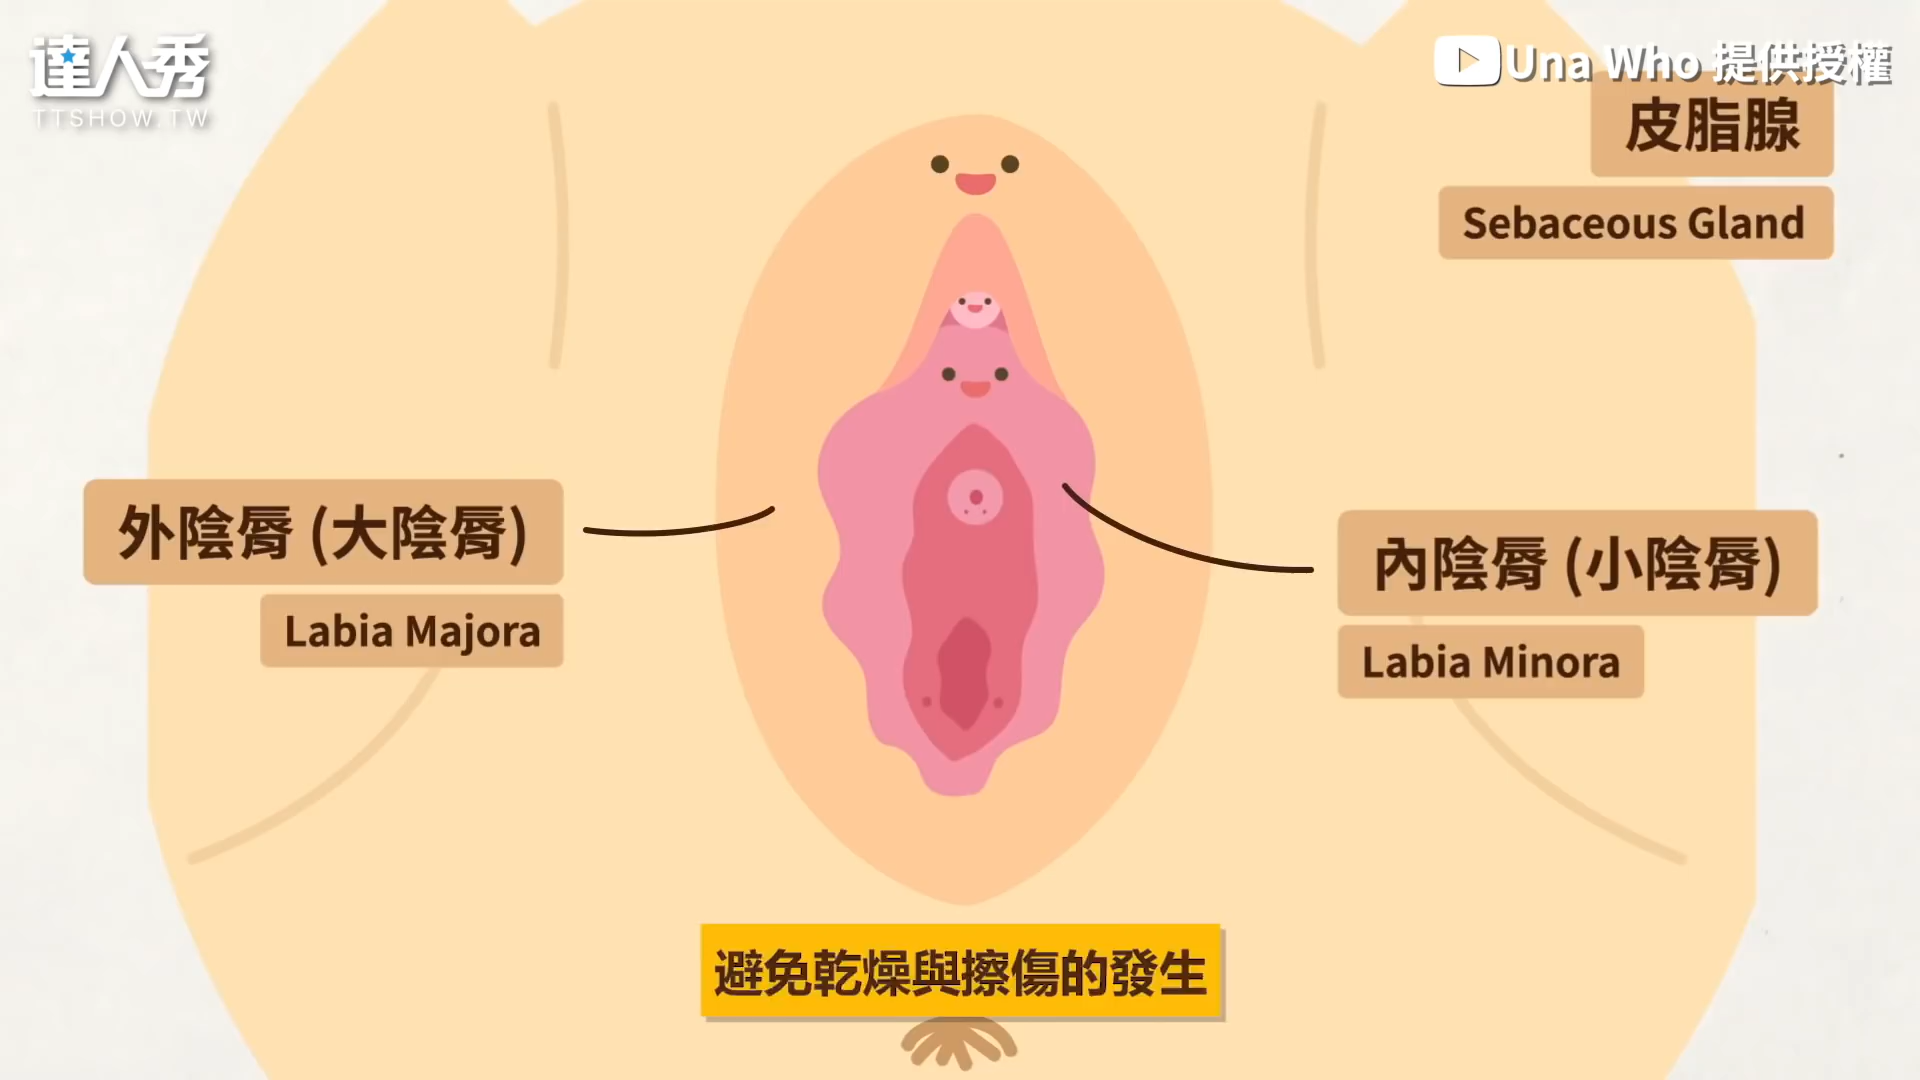 達人秀
TTSHOW.TW
Una Who 提供授權
皮脂腺
Sebaceous Gland
外陰唇 (大陰唇)
Labia Majora
內陰唇 (小陰唇)
Labia Minora
避免乾燥與擦傷的發生